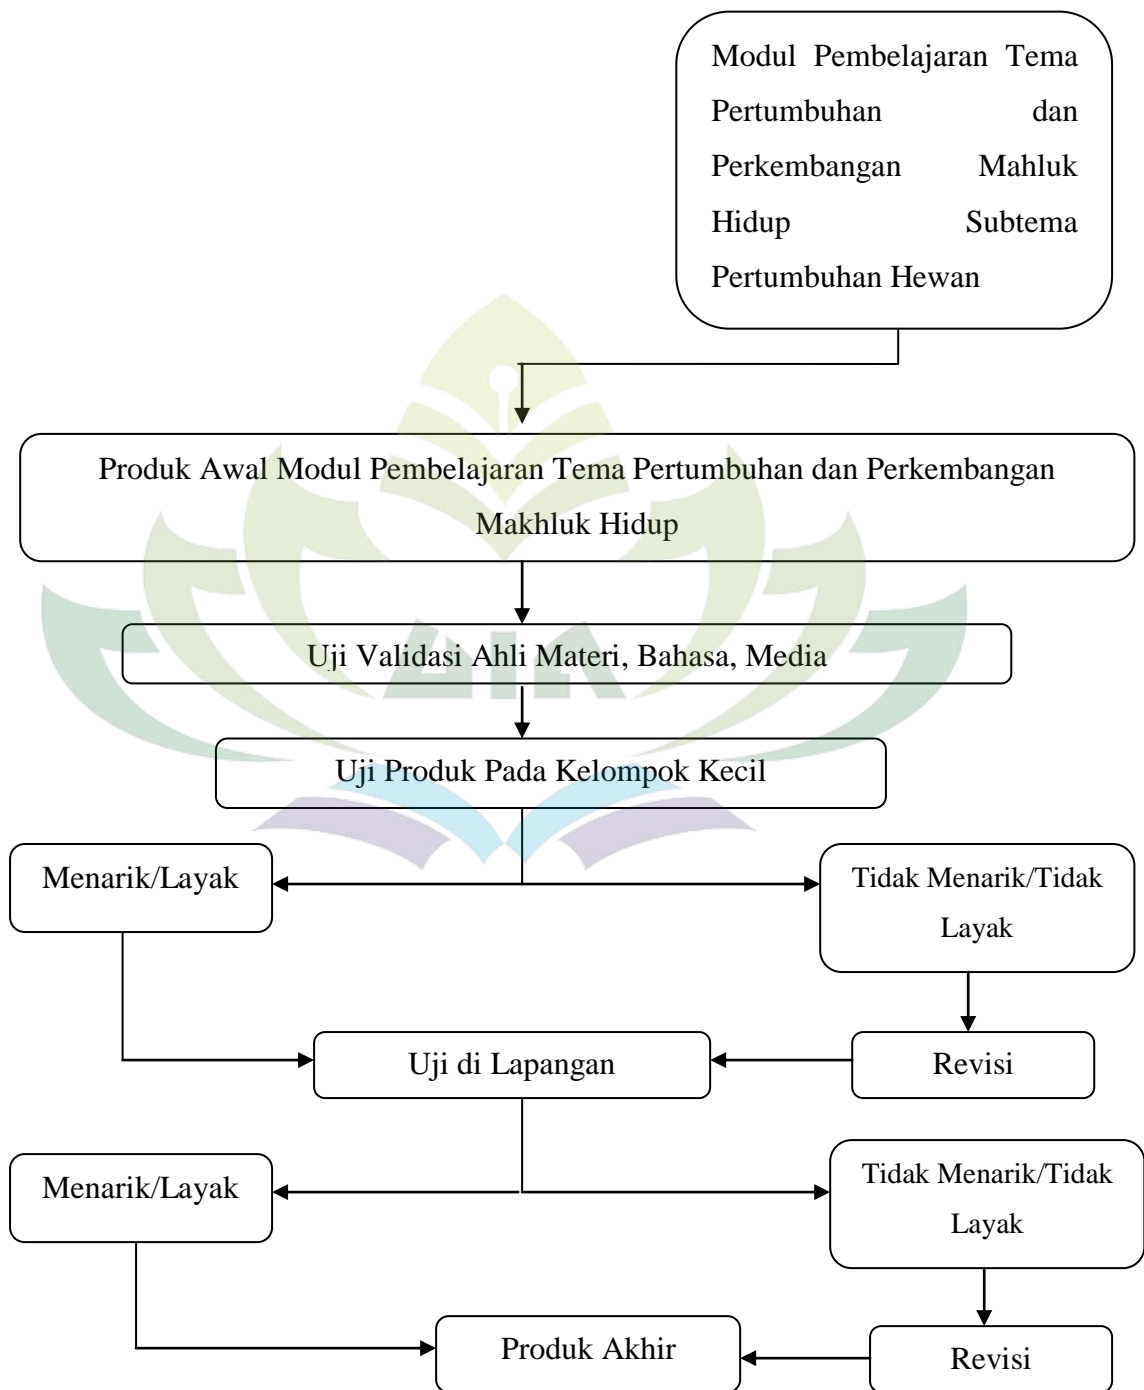 Modul Pembelajaran Tema
Pertumbuhan dan
Perkembangan Mahluk
Hidup Subtema
Pertumbuhan Hewan
Produk Awal Modul Pembelajaran Tema Pertumbuhan dan Perkembangan
Makhluk Hidup
Uji Validasi Ahli Materi, Bahasa, Media
UIN
Uji Produk Pada Kelompok Kecil
Menarik/Layak
Tidak Menarik/Tidak
Layak
Uji di Lapangan
Revisi
Menarik/Layak
Tidak Menarik/Tidak
Layak
Produk Akhir
Revisi